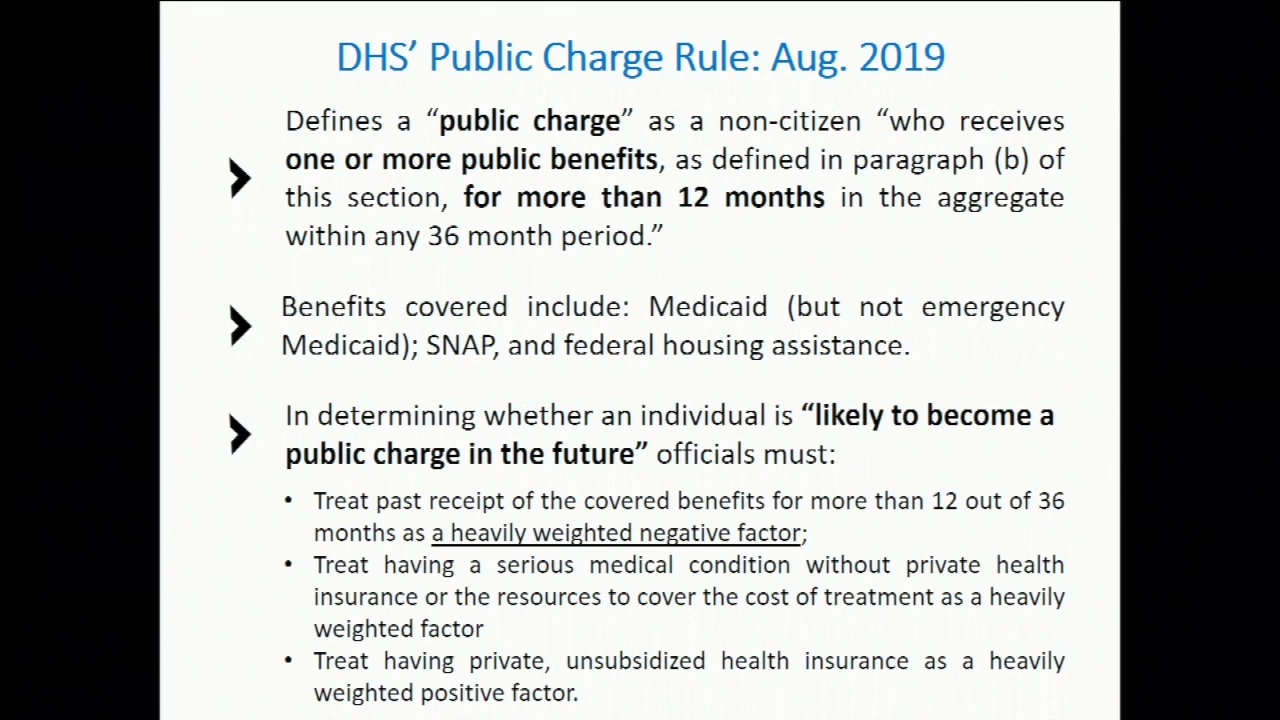 DHS’ Public Charge Rule: Aug. 2019
Defines a “public charge” as a non-citizen “who receives
one or more public benefits, as defined in paragraph (b) of
this section, for more than 12 months in the aggregate
within any 36 month period.”
Benefits covered include: Medicaid (but not emergency
Medicaid); SNAP, and federal housing assistance.
In determining whether an individual is “likely to become a
public charge in the future” officials must:
• Treat past receipt of the covered benefits for more than 12 out of 36
months as a heavily weighted negative factor;
• Treat having a serious medical condition without private health
insurance or the resources to cover the cost of treatment as a heavily
weighted factor
• Treat having private, unsubsidized health insurance as a heavily
weighted positive factor.